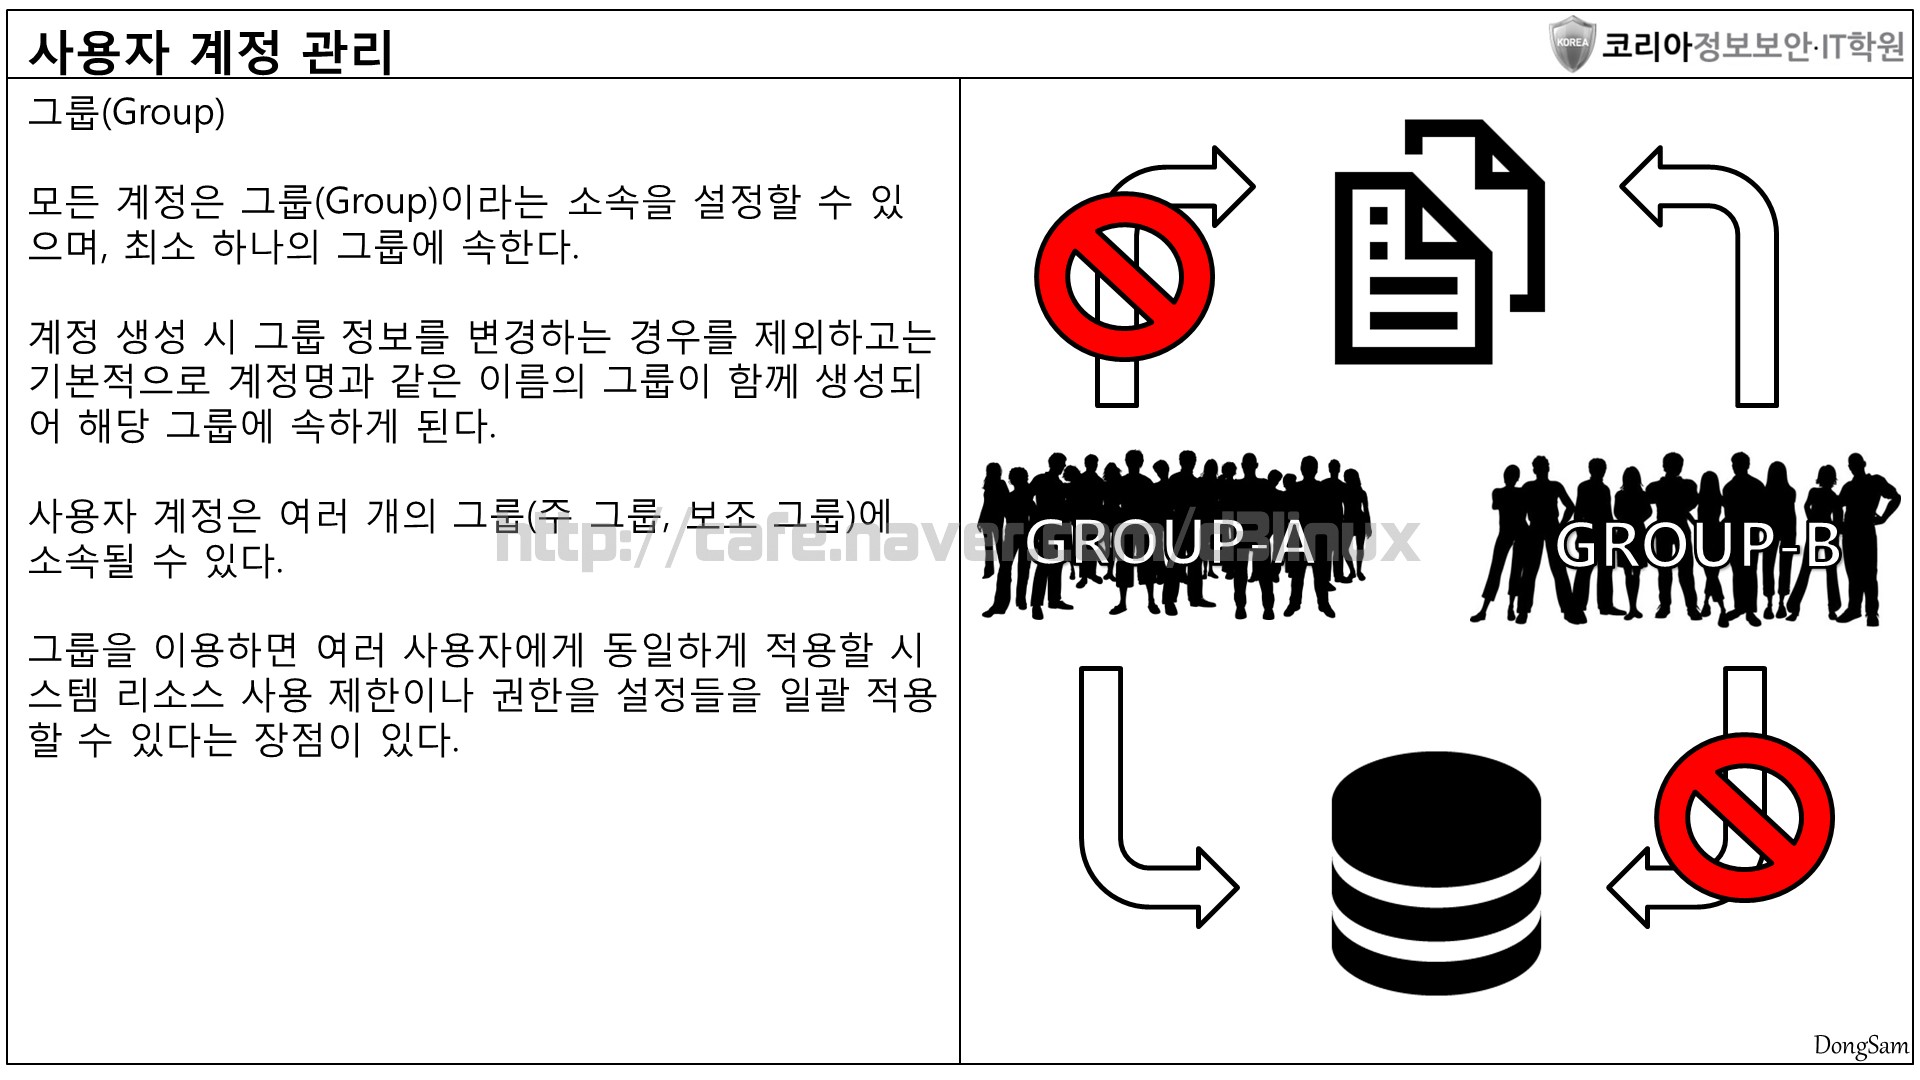 사용자 계정 관리
KOREA
코리아정보보안·IT학원
그룹(Group)
모든 계정은 그룹(Group)이라는 소속을 설정할 수 있
으며, 최소 하나의 그룹에 속한다.
계정 생성 시 그룹 정보를 변경하는 경우를 제외하고는
기본적으로 계정명과 같은 이름의 그룹이 함께 생성되
어 해당 그룹에 속하게 된다.
사용자 계정은 여러 개의 그룹(주 그룹, 보조 그룹)에
소속될 수 있다.
그룹을 이용하면 여러 사용자에게 동일하게 적용할 시
스템 리소스 사용 제한이나 권한을 설정들을 일괄 적용
할 수 있다는 장점이 있다.
http://cafe.naver.com/d3linux
GROUP-A
GROUP-B
DongSam